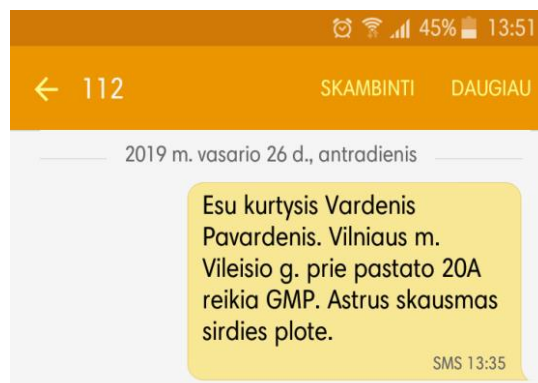 45% 13:51
112 SKAMBINTI DAUGIAU
2019 m. vasario 26 d., antradienis
Esu kurtysis Vardenis
Pavardenis. Vilniaus m.
Vileisio g. prie pastato 20A
reikia GMP. Astrus skausmas
sirdies plote.
SMS 13:35